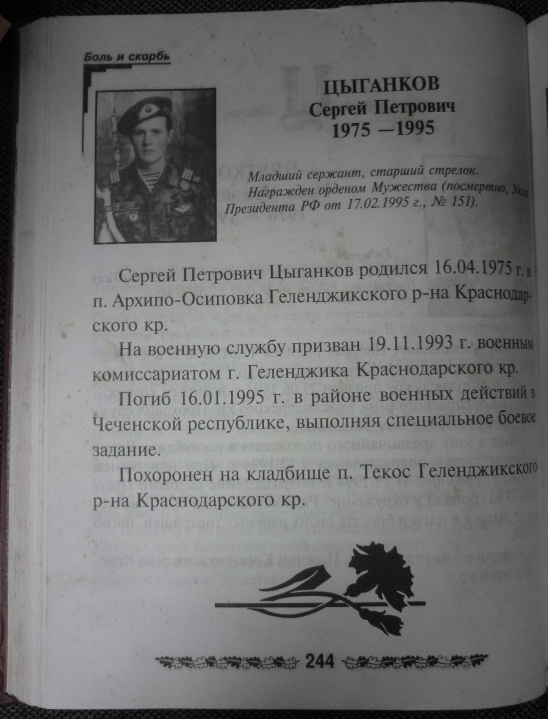 Боль и скорбь
ЦЫГАНКОВ
Сергей Петрович
1975 —1995
Младший сержант, старший стрелок.
Награжден орденом Мужества (посмертно, Указ
Президента РФ от 17.02.1995 г., № 151).
Сергей Петрович Цыганков родился 16.04.1975 г. в
п. Архипо-Осиповка Геленджикского р-на Краснодар-
ского кр.
На военную службу призван 19.11.1993 г. военным
комиссариатом г. Геленджика Краснодарского кр.
Погиб 16.01.1995 г. в районе военных действий в
Чеченской республике, выполняя специальное боевое
задание.
Похоронен на кладбище п. Текос Геленджикского
р-на Краснодарского кр.
244